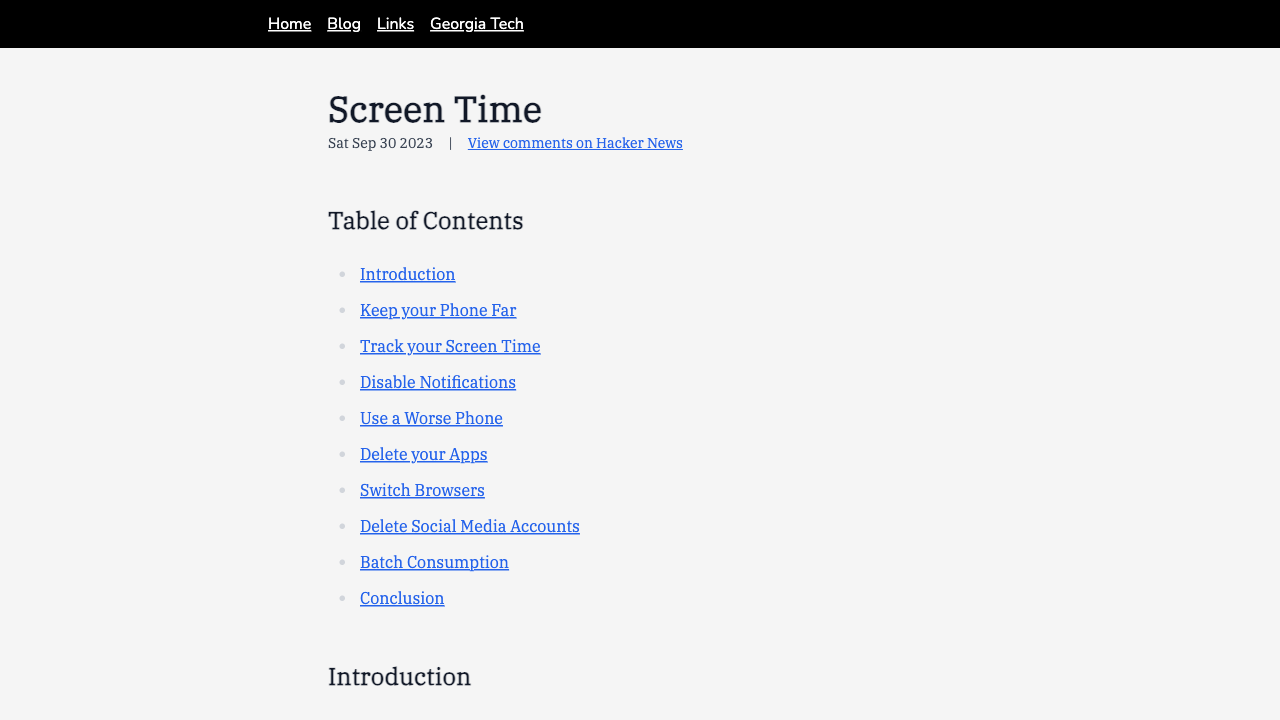 Home Blog Links Georgia Tech
Screen Time
Sat Sep 30 2023 | View comments on Hacker News
Table of Contents
Introduction
Keep your Phone Far
Track your Screen Time
Disable Notifications
Use a Worse Phone
Delete your Apps
Switch Browsers
Delete Social Media Accounts
Batch Consumption
Conclusion
Introduction